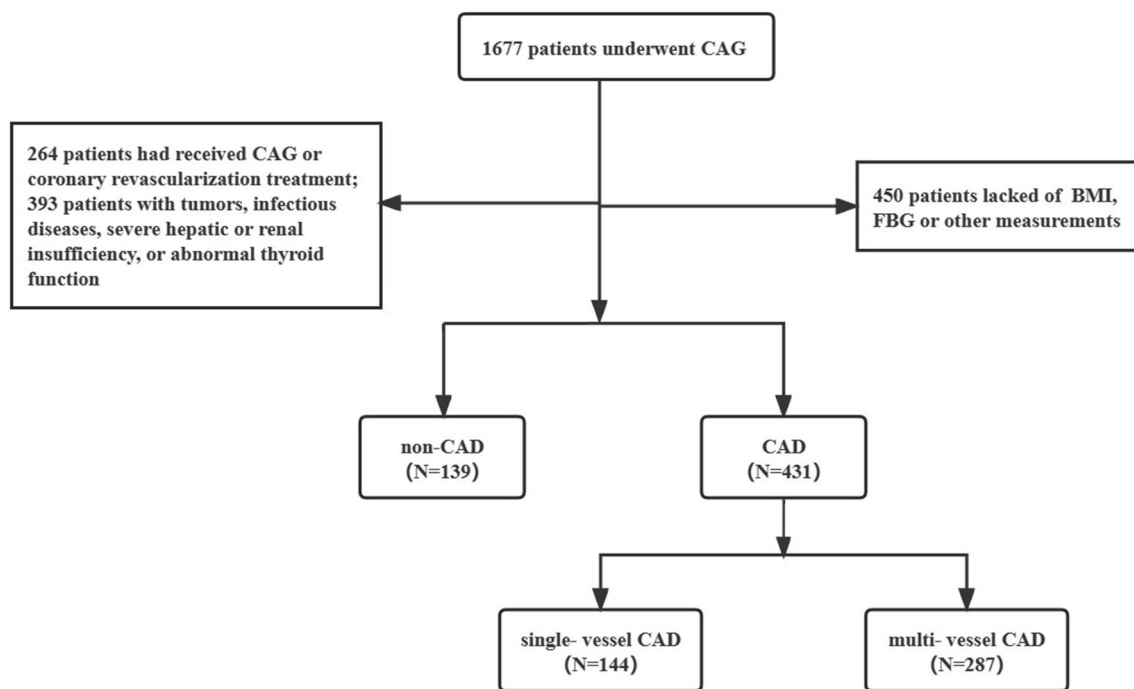 1677 patients underwent CAG
264 patients had received CAG or
coronary revascularization treatment;
393 patients with tumors, infectious
diseases, severe hepatic or renal
insufficiency, or abnormal thyroid
function
450 patients lacked of BMI,
FBG or other measurements
non-CAD
(N=139)
CAD
(N=431)
single- vessel CAD
(N=144)
multi- vessel CAD
(N=287)